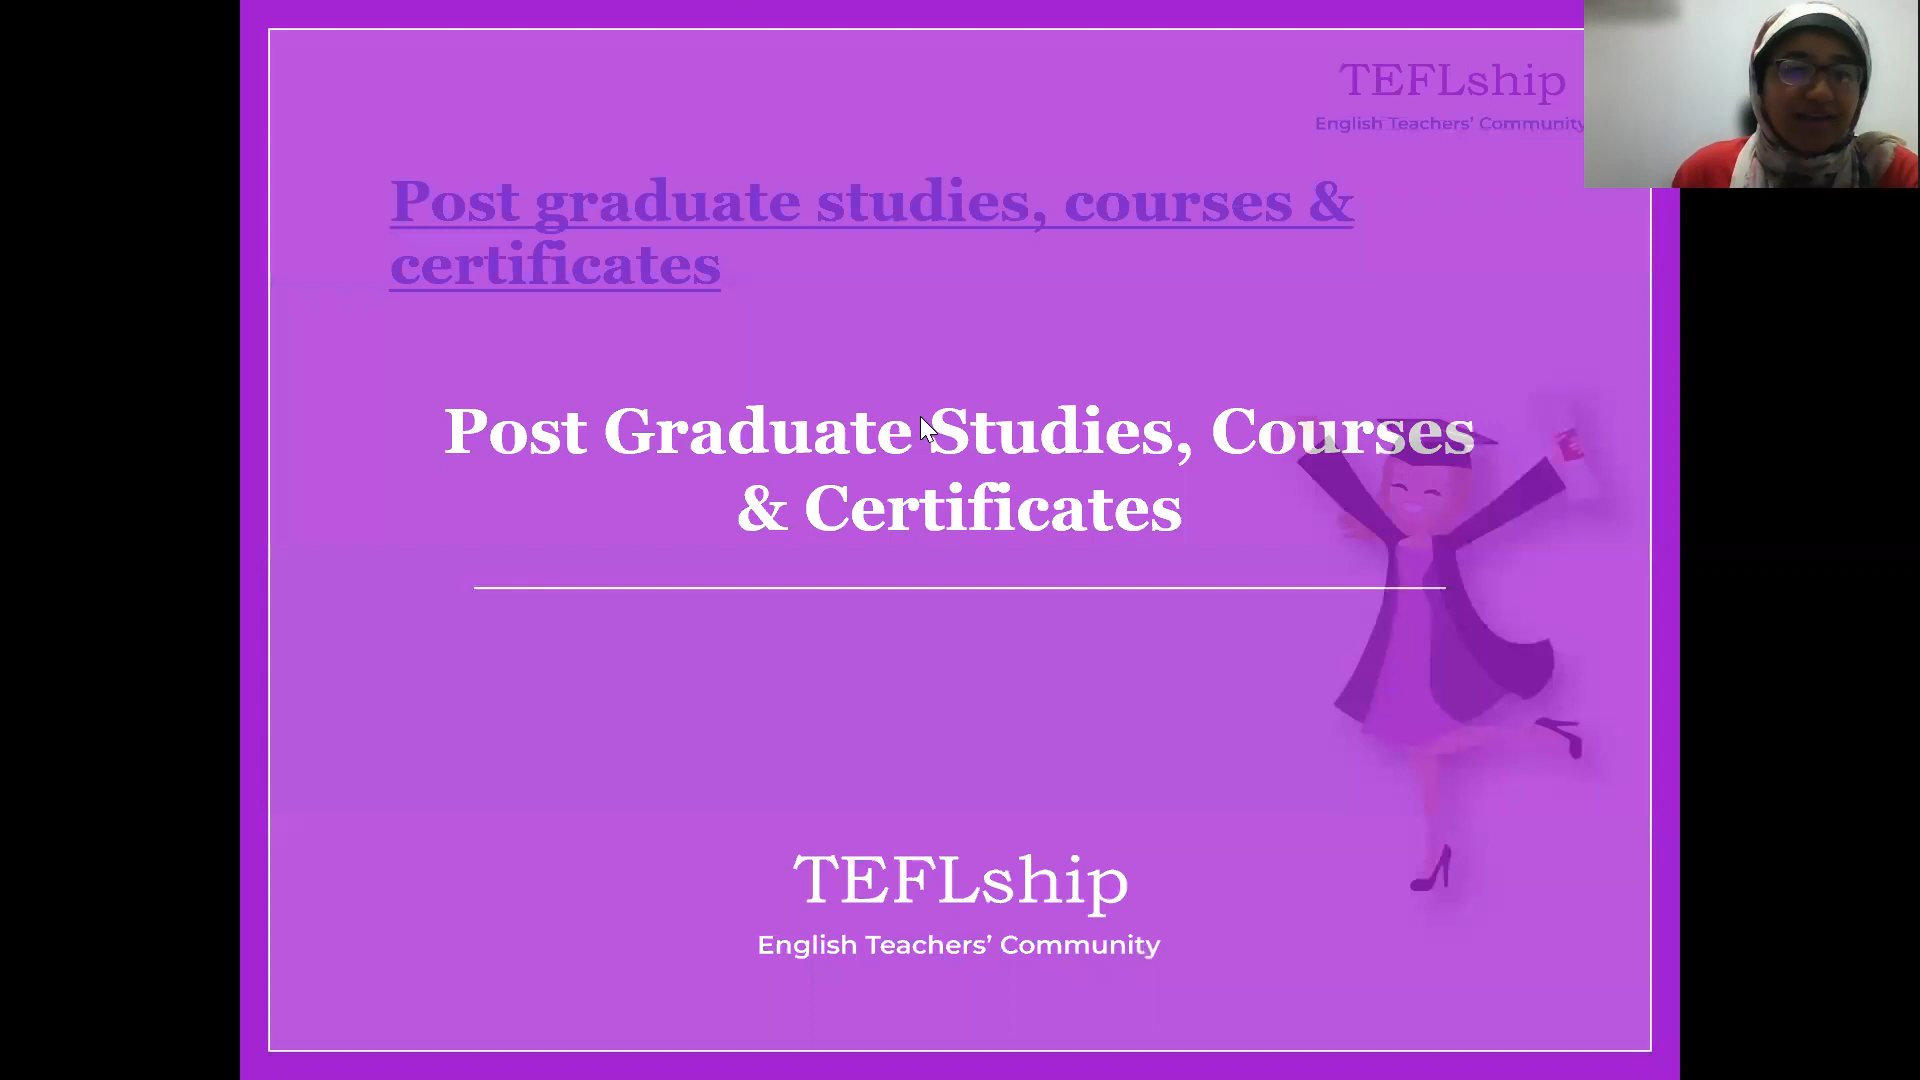 TEFLship
English Teachers' Community
Post graduate studies, courses &
certificates
Post Graduate Studies, Courses
& Certificates
TEFLship
English Teachers’ Community